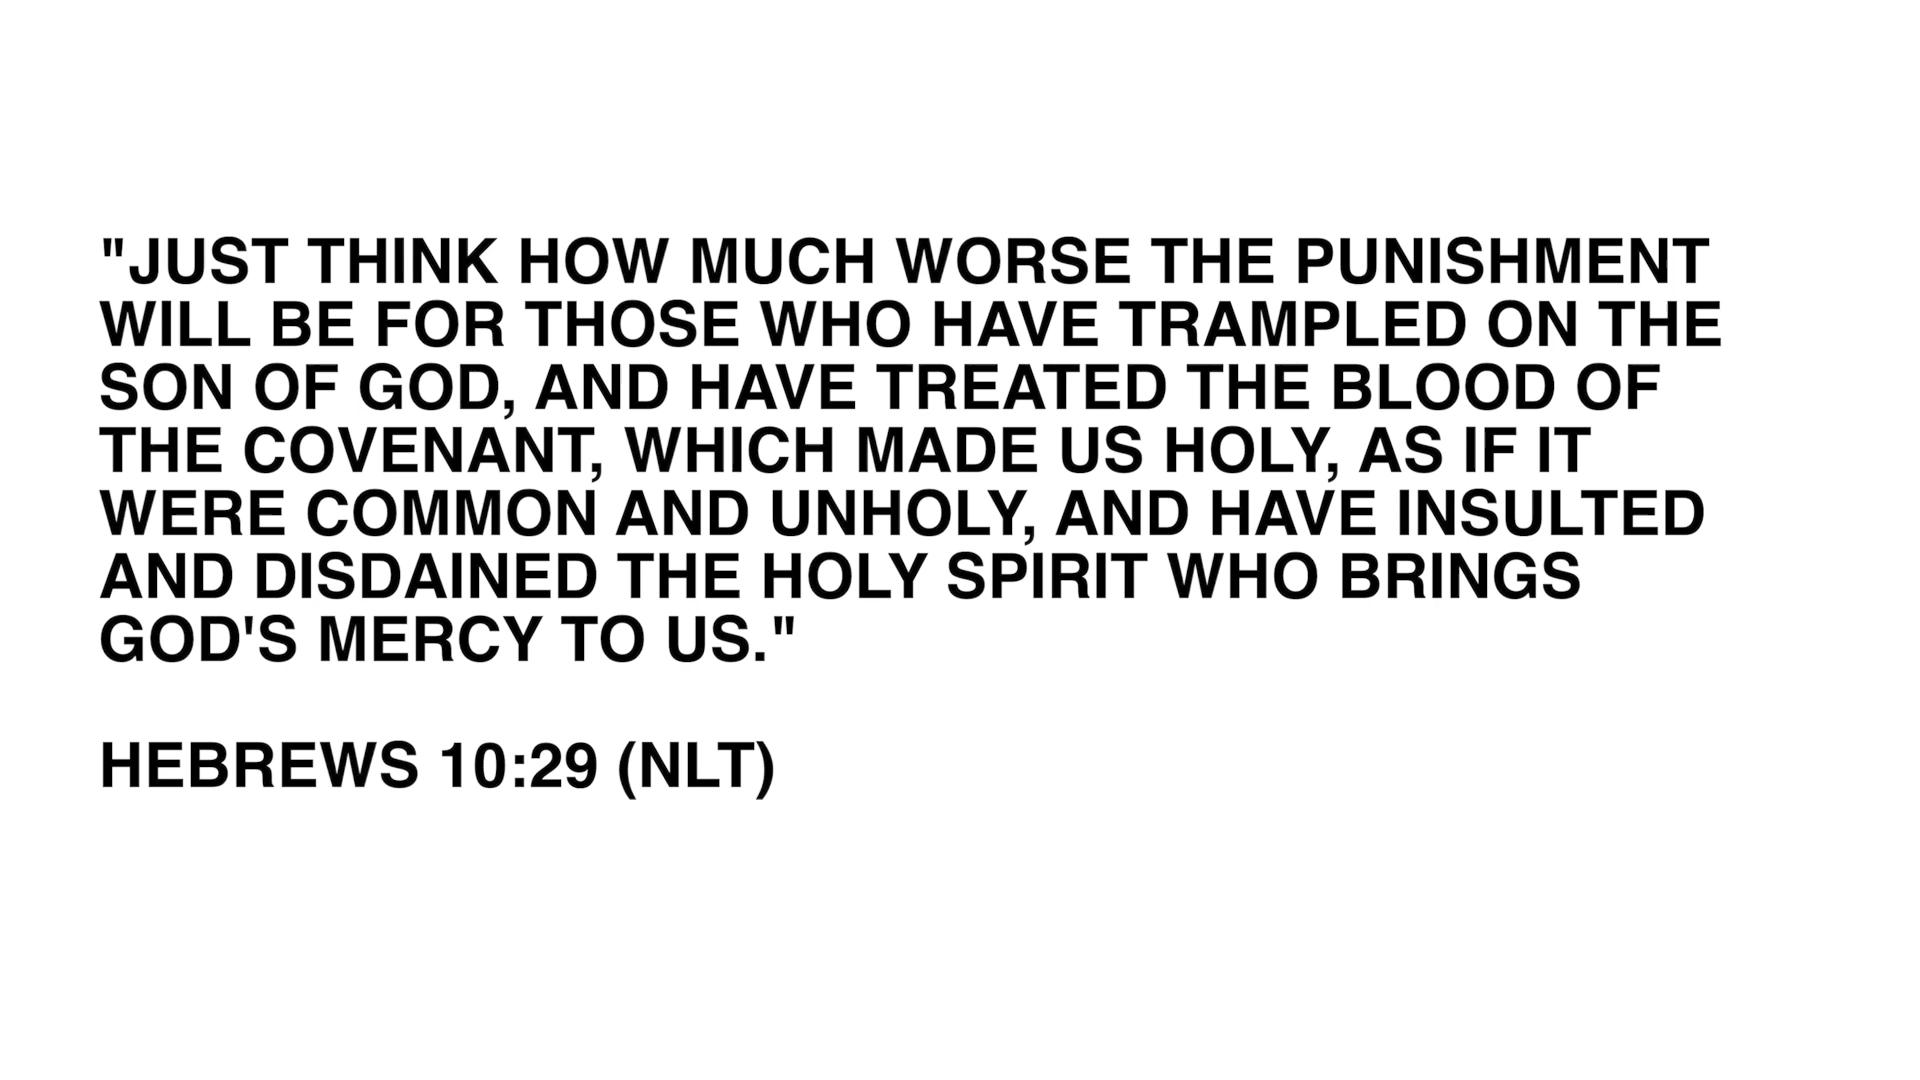 "JUST THINK HOW MUCH WORSE THE PUNISHMENT
WILL BE FOR THOSE WHO HAVE TRAMPLED ON THE
SON OF GOD, AND HAVE TREATED THE BLOOD OF
THE COVENANT, WHICH MADE US HOLY, AS IF IT
WERE COMMON AND UNHOLY, AND HAVE INSULTED
AND DISDAINED THE HOLY SPIRIT WHO BRINGS
GOD'S MERCY TO US."
HEBREWS 10:29 (NLT)